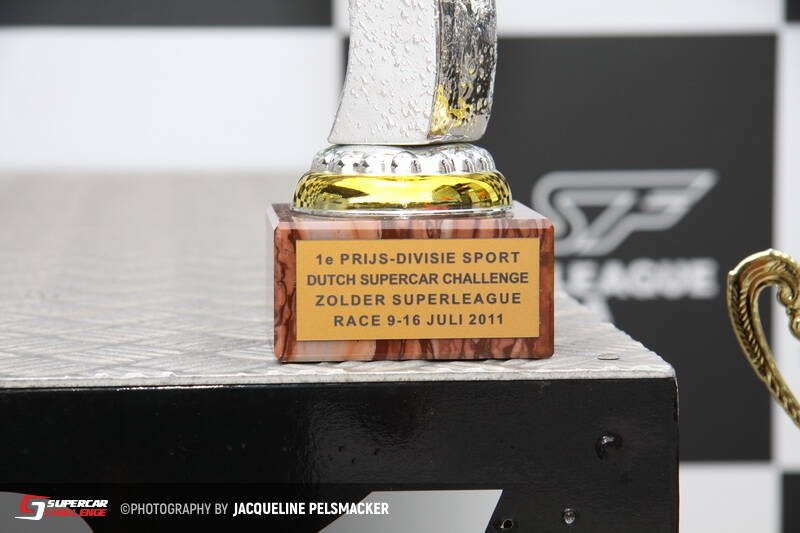 1e PRIJS-DIVISIE SPORT
DUTCH SUPERCAR CHALLENGE
ZOLDER SUPERLEAGUE
RACE 9-16 JULI 2011
SF
LEAGUE
SUPERCAR
CHALLENGE
©PHOTOGRAPHY BY JACQUELINE PELSMACKER